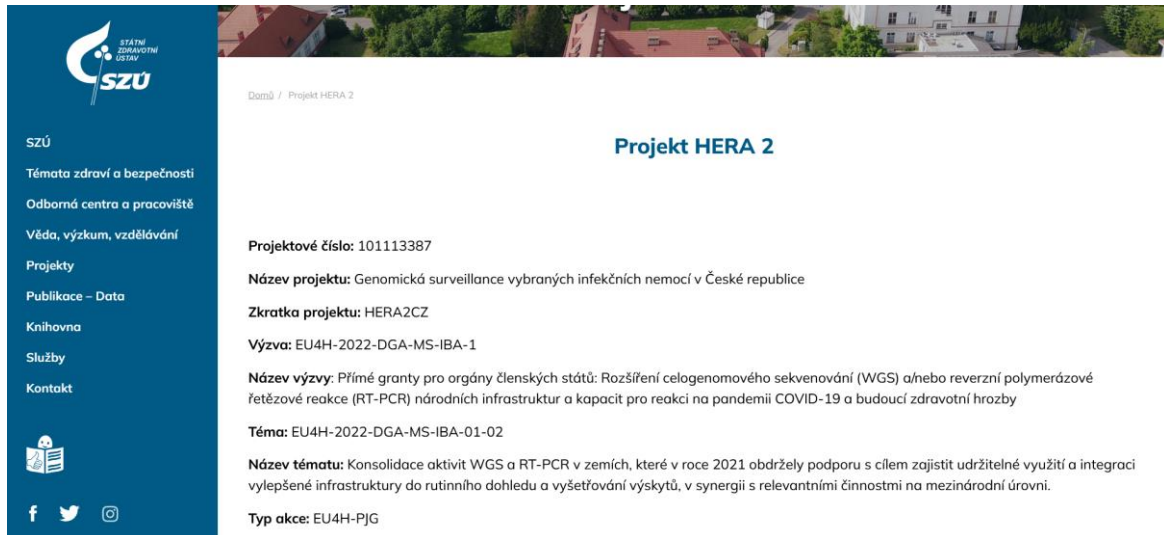 STÁTNÍ
ZDRAVOTNÍ
ÚSTAV
SZÚ
SZÚ
Témata zdraví a bezpečnosti
Odborná centra a pracoviště
Věda, výzkum, vzdělávání
Projekty
Publikace – Data
Knihovna
Služby
Kontakt
Domů / Projekt HERA 2
Projekt HERA 2
Projektové číslo: 101113387
Název projektu: Genomická surveillance vybraných infekčních nemocí v České republice
Zkratka projektu: HERA2CZ
Výzva: EU4H-2022-DGA-MS-IBA-1
Název výzvy: Přímé granty pro orgány členských států: Rozšíření celogenomového sekvenování (WGS) a/nebo reverzní polymerázové
řetězové reakce (RT-PCR) národních infrastruktur a kapacit pro reakci na pandemii COVID-19 a budoucí zdravotní hrozby
Téma: EU4H-2022-DGA-MS-IBA-01-02
Název tématu: Konsolidace aktivit WGS a RT-PCR v zemích, které v roce 2021 obdržely podporu s cílem zajistit udržitelné využití a integraci
vylepšené infrastruktury do rutinního dohledu a vyšetřování výskytů, v synergii s relevantními činnostmi na mezinárodní úrovni.
Typ akce: EU4H-PJG